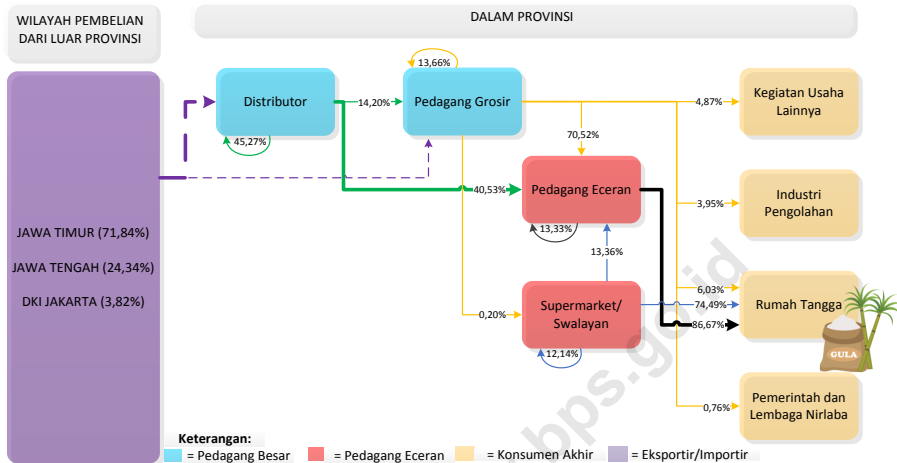 WILAYAH PEMBELIAN
DARI LUAR PROVINSI
DALAM PROVINSI
JAWA TIMUR (71,84%)
JAWA TENGAH (24,34%)
DKI JAKARTA (3,82%)
Distributor
45,27%
14,20%
13,66%
Pedagang Grosir
4,87%
Kegiatan Usaha
Lainnya
70,52%
40,53%
Pedagang Eceran
13,33%
13,36%
3,95%
Industri
Pengolahan
0,20%
Supermarket/
Swalayan
12,14%
6,03%
74,49%
86,67%
Rumah Tangga
GULA
0,76%
Pemerintah dan
Lembaga Nirlaba
bps.go.id
Keterangan:
= Pedagang Besar
= Pedagang Eceran
= Konsumen Akhir
= Eksportir/Importir